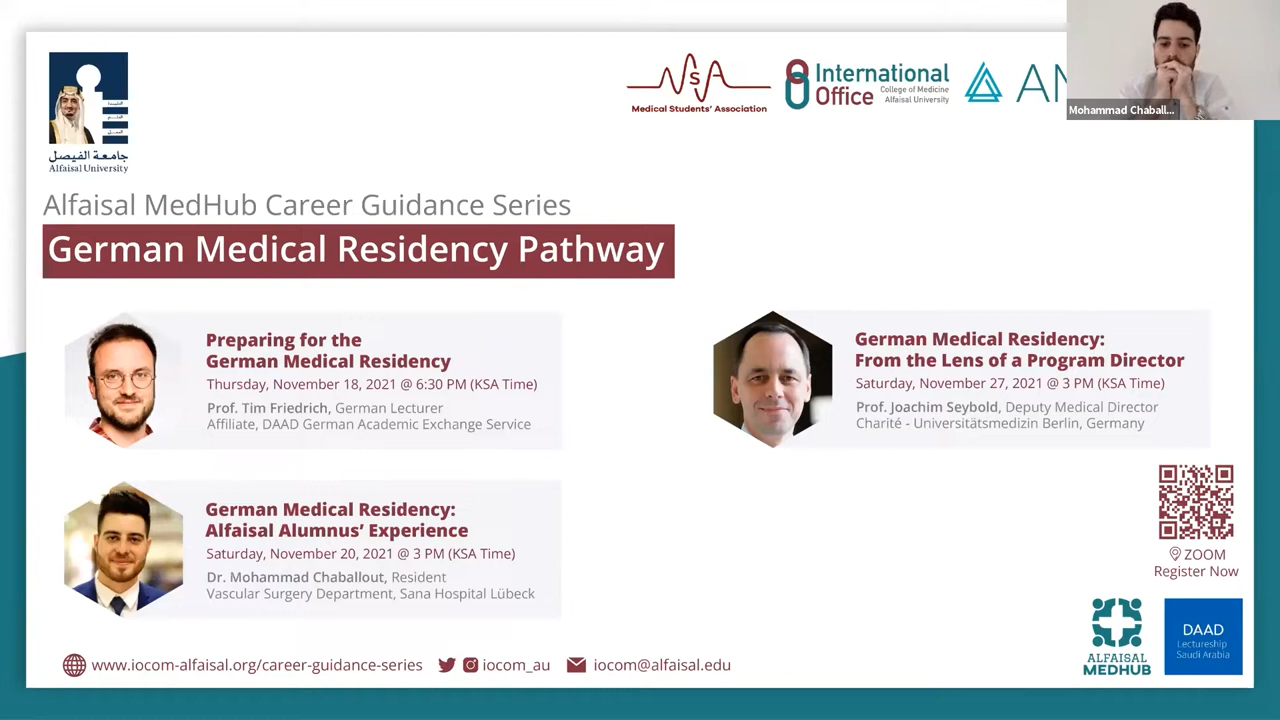 جامعة الفيصل
Alfaisal University
MSA
Medical Students' Association
International
Office
College of Medicine
Alfaisal University
Mohammad Chaball...
Alfaisal MedHub Career Guidance Series
German Medical Residency Pathway
Preparing for the
German Medical Residency
Thursday, November 18, 2021 @ 6:30 PM (KSA Time)
Prof. Tim Friedrich, German Lecturer
Affiliate, DAAD German Academic Exchange Service
German Medical Residency:
From the Lens of a Program Director
Saturday, November 27, 2021 @ 3 PM (KSA Time)
Prof. Joachim Seybold, Deputy Medical Director
Charité - Universitätsmedizin Berlin, Germany
German Medical Residency:
Alfaisal Alumnus' Experience
Saturday, November 20, 2021 @ 3 PM (KSA Time)
Dr. Mohammad Chaballout, Resident
Vascular Surgery Department, Sana Hospital Lübeck
ZOOM
Register Now
ALFAISAL
MEDHUB
DAAD
Lectureship
Saudi Arabia
www.iocom-alfaisal.org/career-guidance-series
iocom_au
iocom@alfaisal.edu